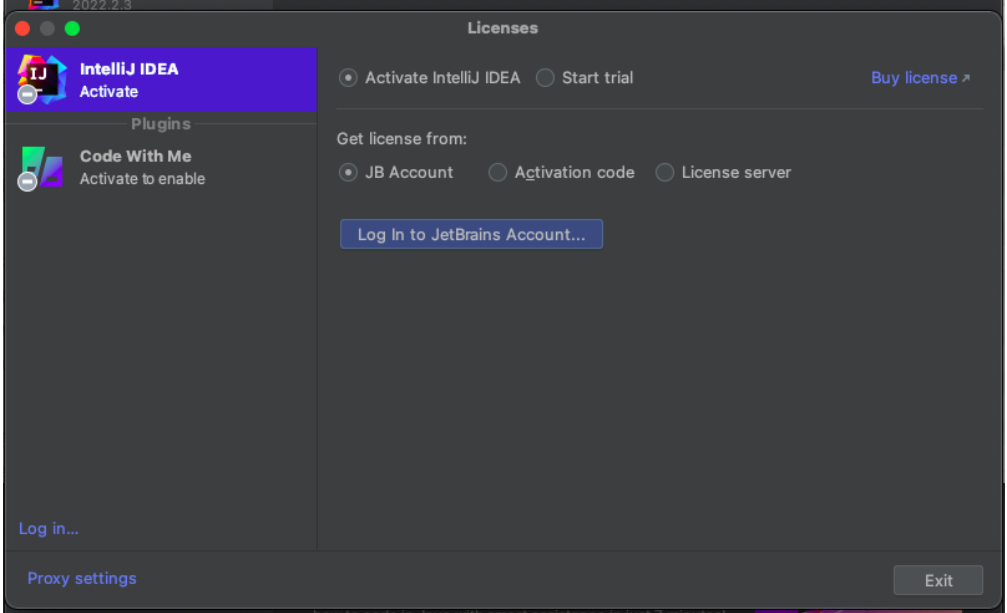 2022.2.3
Licenses
IntelliJ IDEA
Activate
Plugins
Code With Me
Activate to enable
Log in...
Activate IntelliJ IDEA Start trial Buy license ↗
Get license from:
JB Account Activation code License server
Log In to JetBrains Account...
Proxy settings Exit